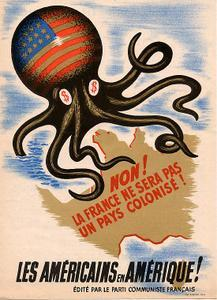 $ $
NON!
LA FRANCE NE SERA PAS
UN PAYS COLONISÉ!
LES AMÉRICAINS EN AMÉRIQUE!
ÉDITÉ PAR LE PARTI COMMUNISTE FRANÇAIS